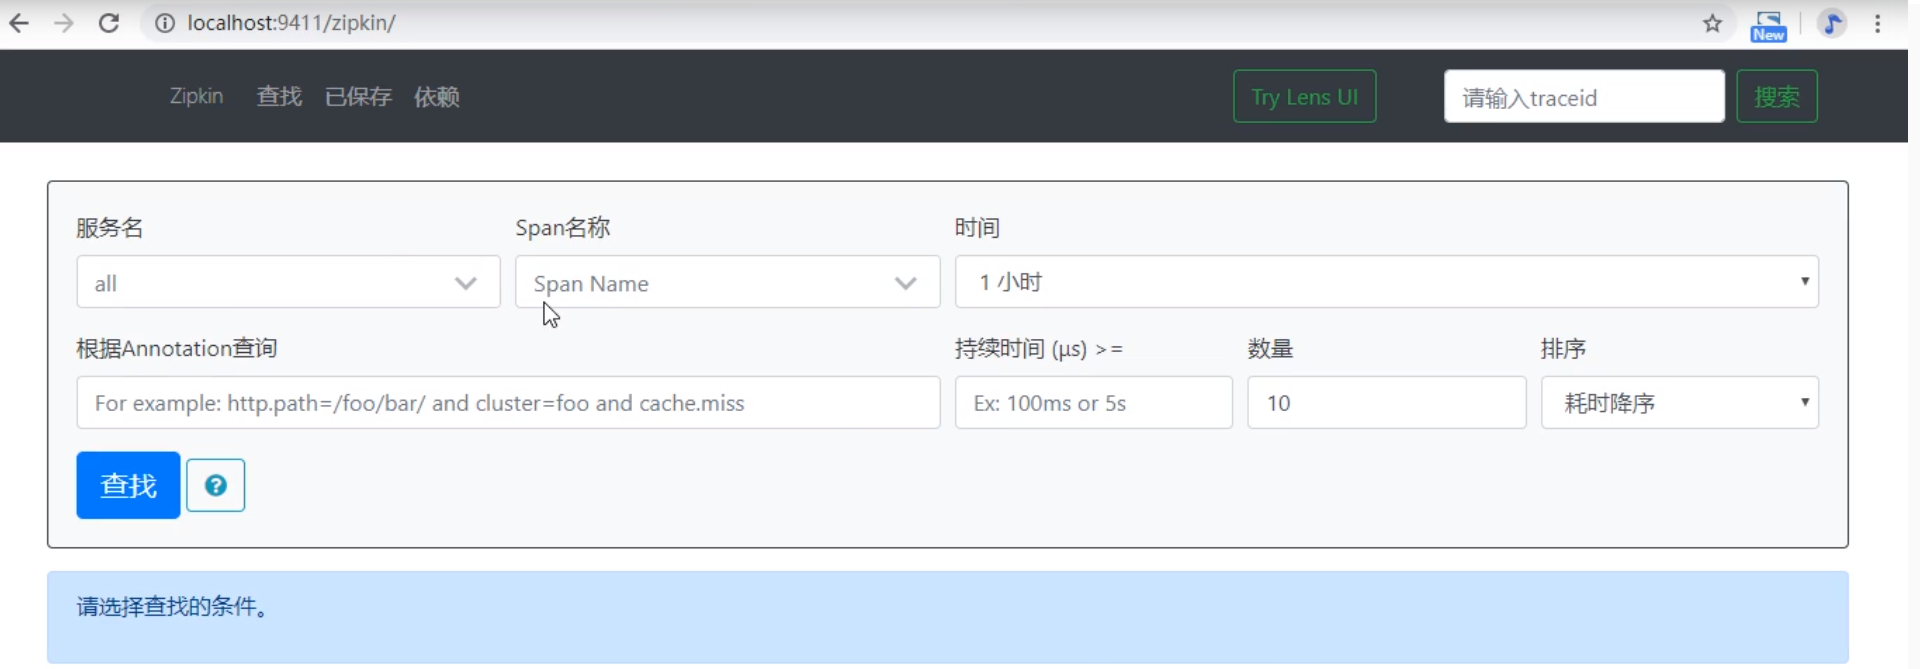 localhost:9411/zipkin/
New
Zipkin 查找 已保存 依赖 Try Lens UI 请输入traceid 搜索
服务名 Span名称 时间
all Span Name 1 小时
根据Annotation查询 持续时间 (μs) >= 数量 排序
For example: http.path=/foo/bar/ and cluster=foo and cache.miss Ex: 100ms or 5s 10 耗时降序
查找 ?
请选择查找的条件。